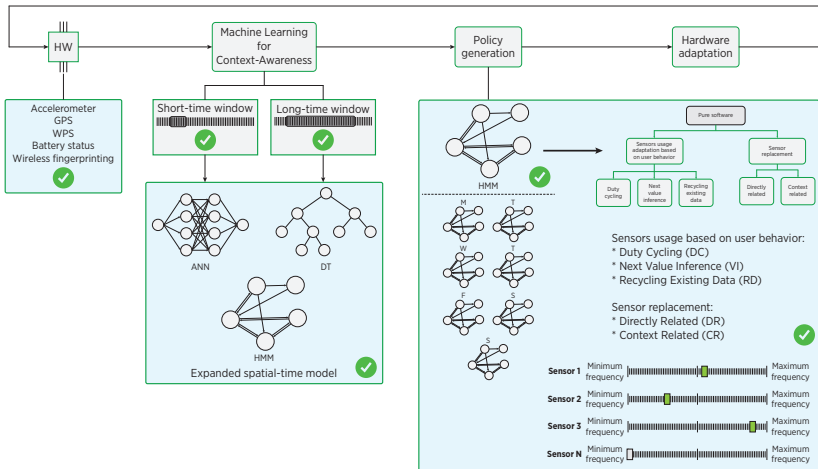 HW
Machine Learning
for
Context-Awareness
Policy
generation
Hardware
adaptation
Accelerometer
GPS
WPS
Battery status
Wireless fingerprinting
Short-time window
Long-time window
ANN
DT
HMM
Expanded spatial-time model
HMM
Pure software
Sensors usage
adaptation based
on user behavior
Sensor
replacement
Duty
cycling
Next
value
inference
Recycling
existing
data
Directly
related
Context
related
M
T
W
T
F
S
S
Sensors usage based on user behavior:
* Duty Cycling (DC)
* Next Value Inference (VI)
* Recycling Existing Data (RD)
Sensor replacement:
* Directly Related (DR)
* Context Related (CR)
Sensor 1
Minimum
frequency
Maximum
frequency
Sensor 2
Minimum
frequency
Maximum
frequency
Sensor 3
Minimum
frequency
Maximum
frequency
Sensor N
Minimum
frequency
Maximum
frequency